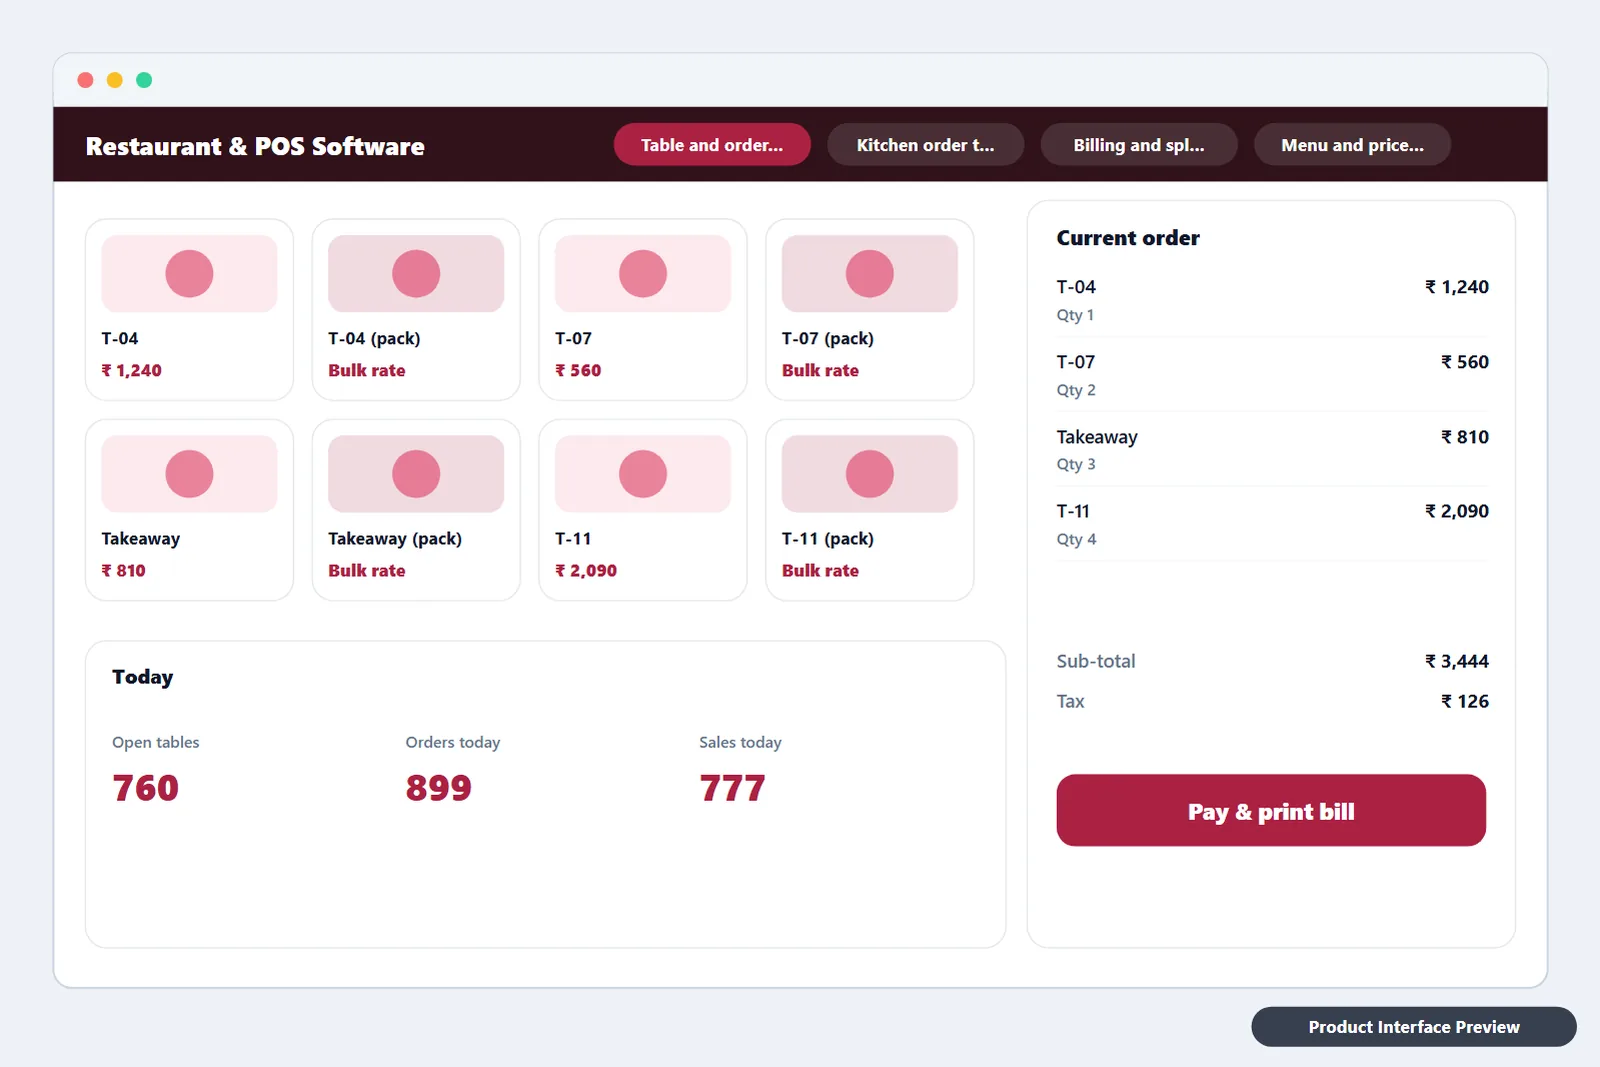 Restaurant & POS Software
Table and order...
Kitchen order t...
Billing and spl...
Menu and price...
T-04
₹ 1,240
T-04 (pack)
Bulk rate
T-07
₹ 560
T-07 (pack)
Bulk rate
Takeaway
₹ 810
Takeaway (pack)
Bulk rate
T-11
₹ 2,090
T-11 (pack)
Bulk rate
Today
Open tables
760
Orders today
899
Sales today
777
Current order
T-04 ₹ 1,240
Qty 1
T-07 ₹ 560
Qty 2
Takeaway ₹ 810
Qty 3
T-11 ₹ 2,090
Qty 4
Sub-total ₹ 3,444
Tax ₹ 126
Pay & print bill
Product Interface Preview